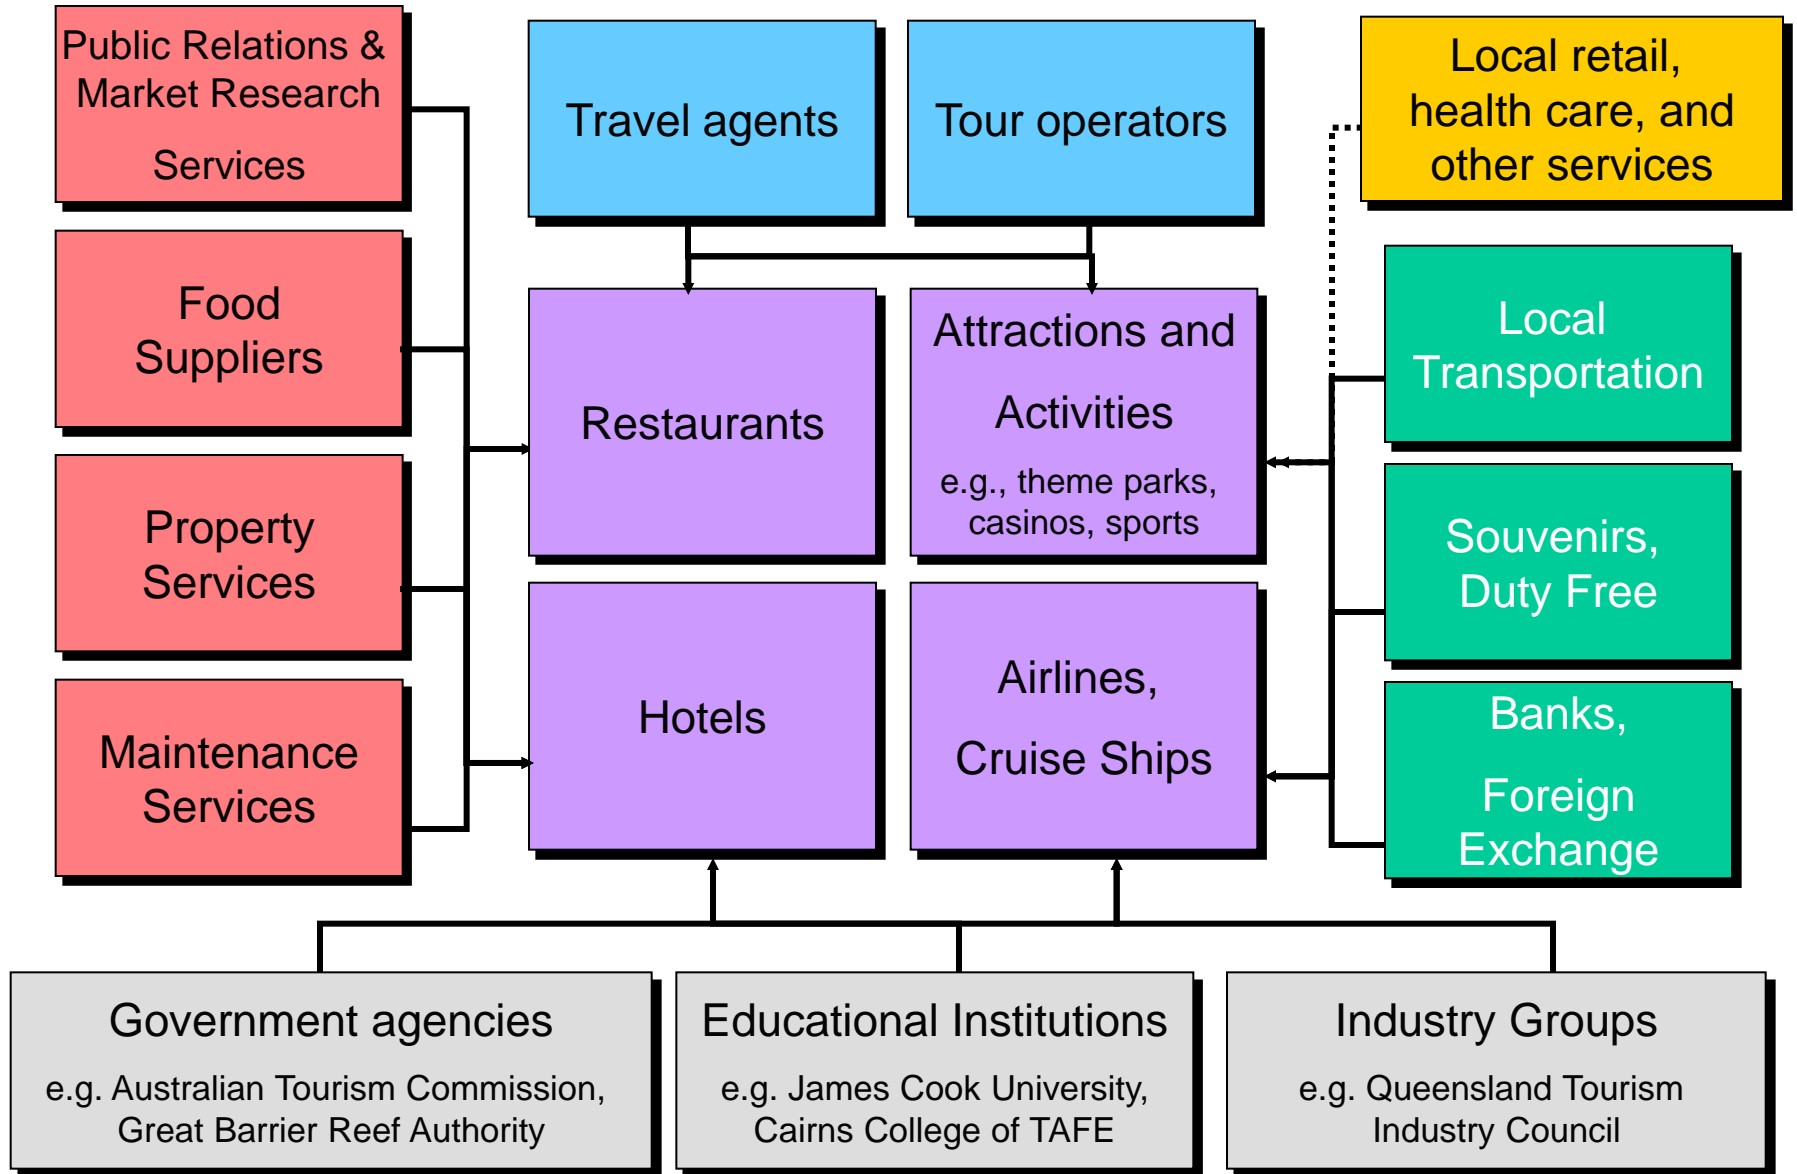 Public Relations &
Market Research
Services
Travel agents
Tour operators
Local retail,
health care, and
other services
Food
Suppliers
Restaurants
Attractions and
Activities
e.g., theme parks,
casinos, sports
Local
Transportation
Property
Services
Souvenirs,
Duty Free
Maintenance
Services
Hotels
Airlines,
Cruise Ships
Banks,
Foreign
Exchange
Government agencies
e.g. Australian Tourism Commission,
Great Barrier Reef Authority
Educational Institutions
e.g. James Cook University,
Cairns College of TAFE
Industry Groups
e.g. Queensland Tourism
Industry Council